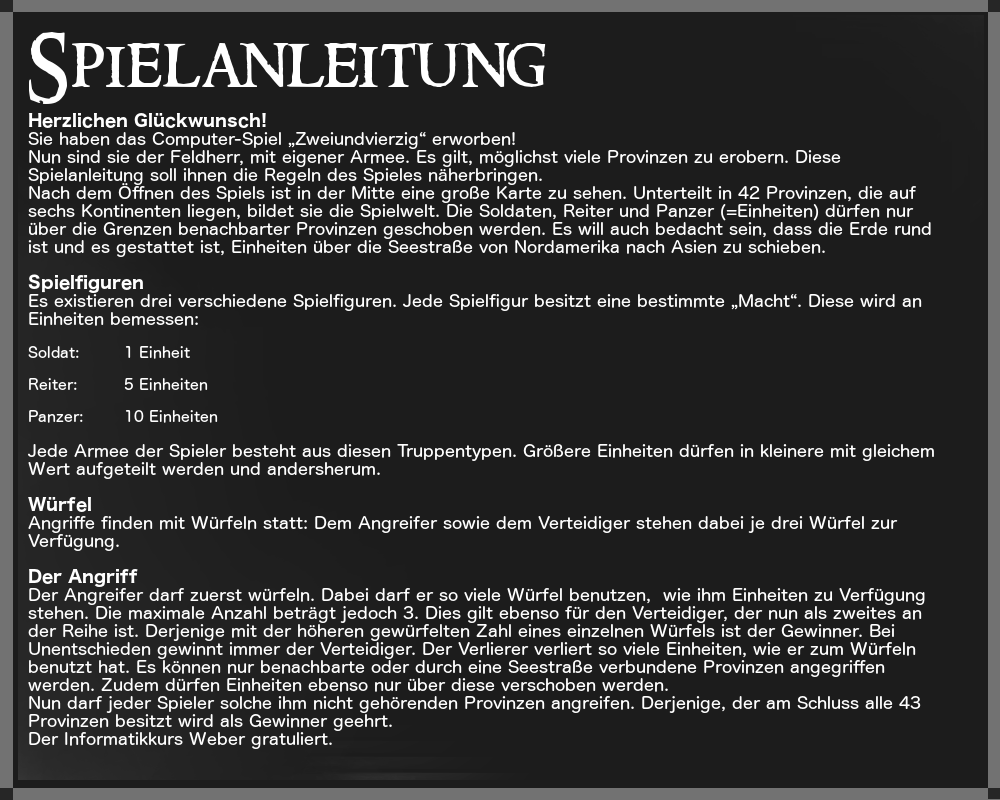 SPIELANLEITUNG
Herzlichen Glückwunsch!
Sie haben das Computer-Spiel „Zweiundvierzig“ erworben!
Nun sind sie der Feldherr, mit eigener Armee. Es gilt, möglichst viele Provinzen zu erobern. Diese
Spielanleitung soll ihnen die Regeln des Spieles näherbringen.
Nach dem Öffnen des Spiels ist in der Mitte eine große Karte zu sehen. Unterteilt in 42 Provinzen, die auf
sechs Kontinenten liegen, bildet sie die Spielwelt. Die Soldaten, Reiter und Panzer (=Einheiten) dürfen nur
über die Grenzen benachbarter Provinzen geschoben werden. Es will auch bedacht sein, dass die Erde rund
ist und es gestattet ist, Einheiten über die Seestraße von Nordamerika nach Asien zu schieben.
Spielfiguren
Es existieren drei verschiedene Spielfiguren. Jede Spielfigur besitzt eine bestimmte „Macht“. Diese wird an
Einheiten bemessen:
Soldat: 1 Einheit
Reiter: 5 Einheiten
Panzer: 10 Einheiten
Jede Armee der Spieler besteht aus diesen Truppentypen. Größere Einheiten dürfen in kleinere mit gleichem
Wert aufgeteilt werden und andersherum.
Würfel
Angriffe finden mit Würfeln statt: Dem Angreifer sowie dem Verteidiger stehen dabei je drei Würfel zur
Verfügung.
Der Angriff
Der Angreifer darf zuerst würfeln. Dabei darf er so viele Würfel benutzen,  wie ihm Einheiten zu Verfügung
stehen. Die maximale Anzahl beträgt jedoch 3. Dies gilt ebenso für den Verteidiger, der nun als zweites an
der Reihe ist. Derjenige mit der höheren gewürfelten Zahl eines einzelnen Würfels ist der Gewinner. Bei
Unentschieden gewinnt immer der Verteidiger. Der Verlierer verliert so viele Einheiten, wie er zum Würfeln
benutzt hat. Es können nur benachbarte oder durch eine Seestraße verbundene Provinzen angegriffen
werden. Zudem dürfen Einheiten ebenso nur über diese verschoben werden.
Nun darf jeder Spieler solche ihm nicht gehörenden Provinzen angreifen. Derjenige, der am Schluss alle 43
Provinzen besitzt wird als Gewinner geehrt.
Der Informatikkurs Weber gratuliert.